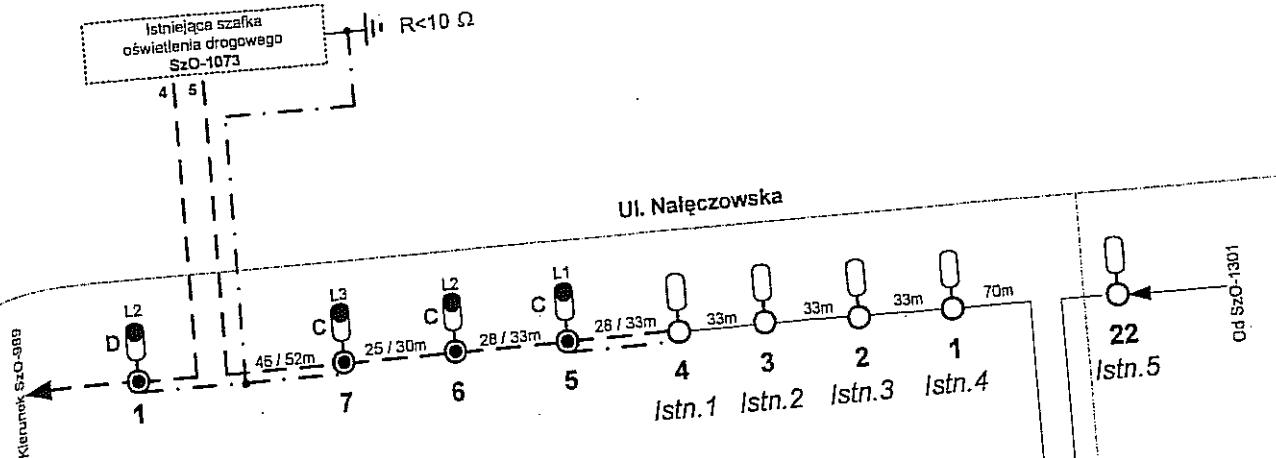 Istniejąca szafka
oświetlenia drogowego
SzO-1073
R<10 Ω
4 5
Ul. Nałęczowska
L2
D
L3
C
L2
C
L1
C
46 / 52m
25 / 30m
28 / 33m
28 / 33m
33m
33m
33m
70m
1
7
6
5
4
3
2
1
22
Istn.1
Istn.2
Istn.3
Istn.4
Istn.5
Kierunek SzO-989
Od SzO-1301